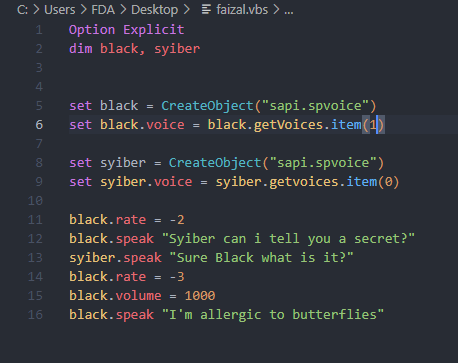 C: > Users > FDA > Desktop > faizal.vbs > ...
1 Option Explicit
2 dim black, syiber
3
4
5 set black = CreateObject("sapi.spvoice")
6 set black.voice = black.getVoices.item(1)
7
8 set syiber = CreateObject("sapi.spvoice")
9 set syiber.voice = syiber.getvoices.item(0)
10
11 black.rate = -2
12 black.speak "Syiber can i tell you a secret?"
13 syiber.speak "Sure Black what is it?"
14 black.rate = -3
15 black.volume = 1000
16 black.speak "I'm allergic to butterflies"